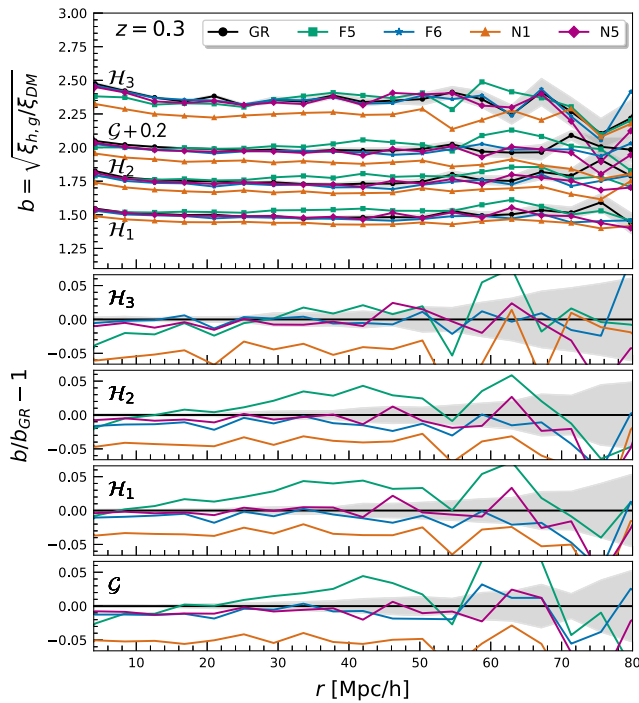 z = 0.3
GR F5 F6 N1 N5
3.00
2.75
2.50
2.25
2.00
1.75
1.50
1.25
b = √ξh,g/ξDM
H3
G + 0.2
H2
H1
H3
0.05
0.00
−0.05
H2
0.05
0.00
−0.05
H1
0.05
0.00
−0.05
G
0.05
0.00
−0.05
b/bGR − 1
10 20 30 40 50 60 70 80
r [Mpc/h]